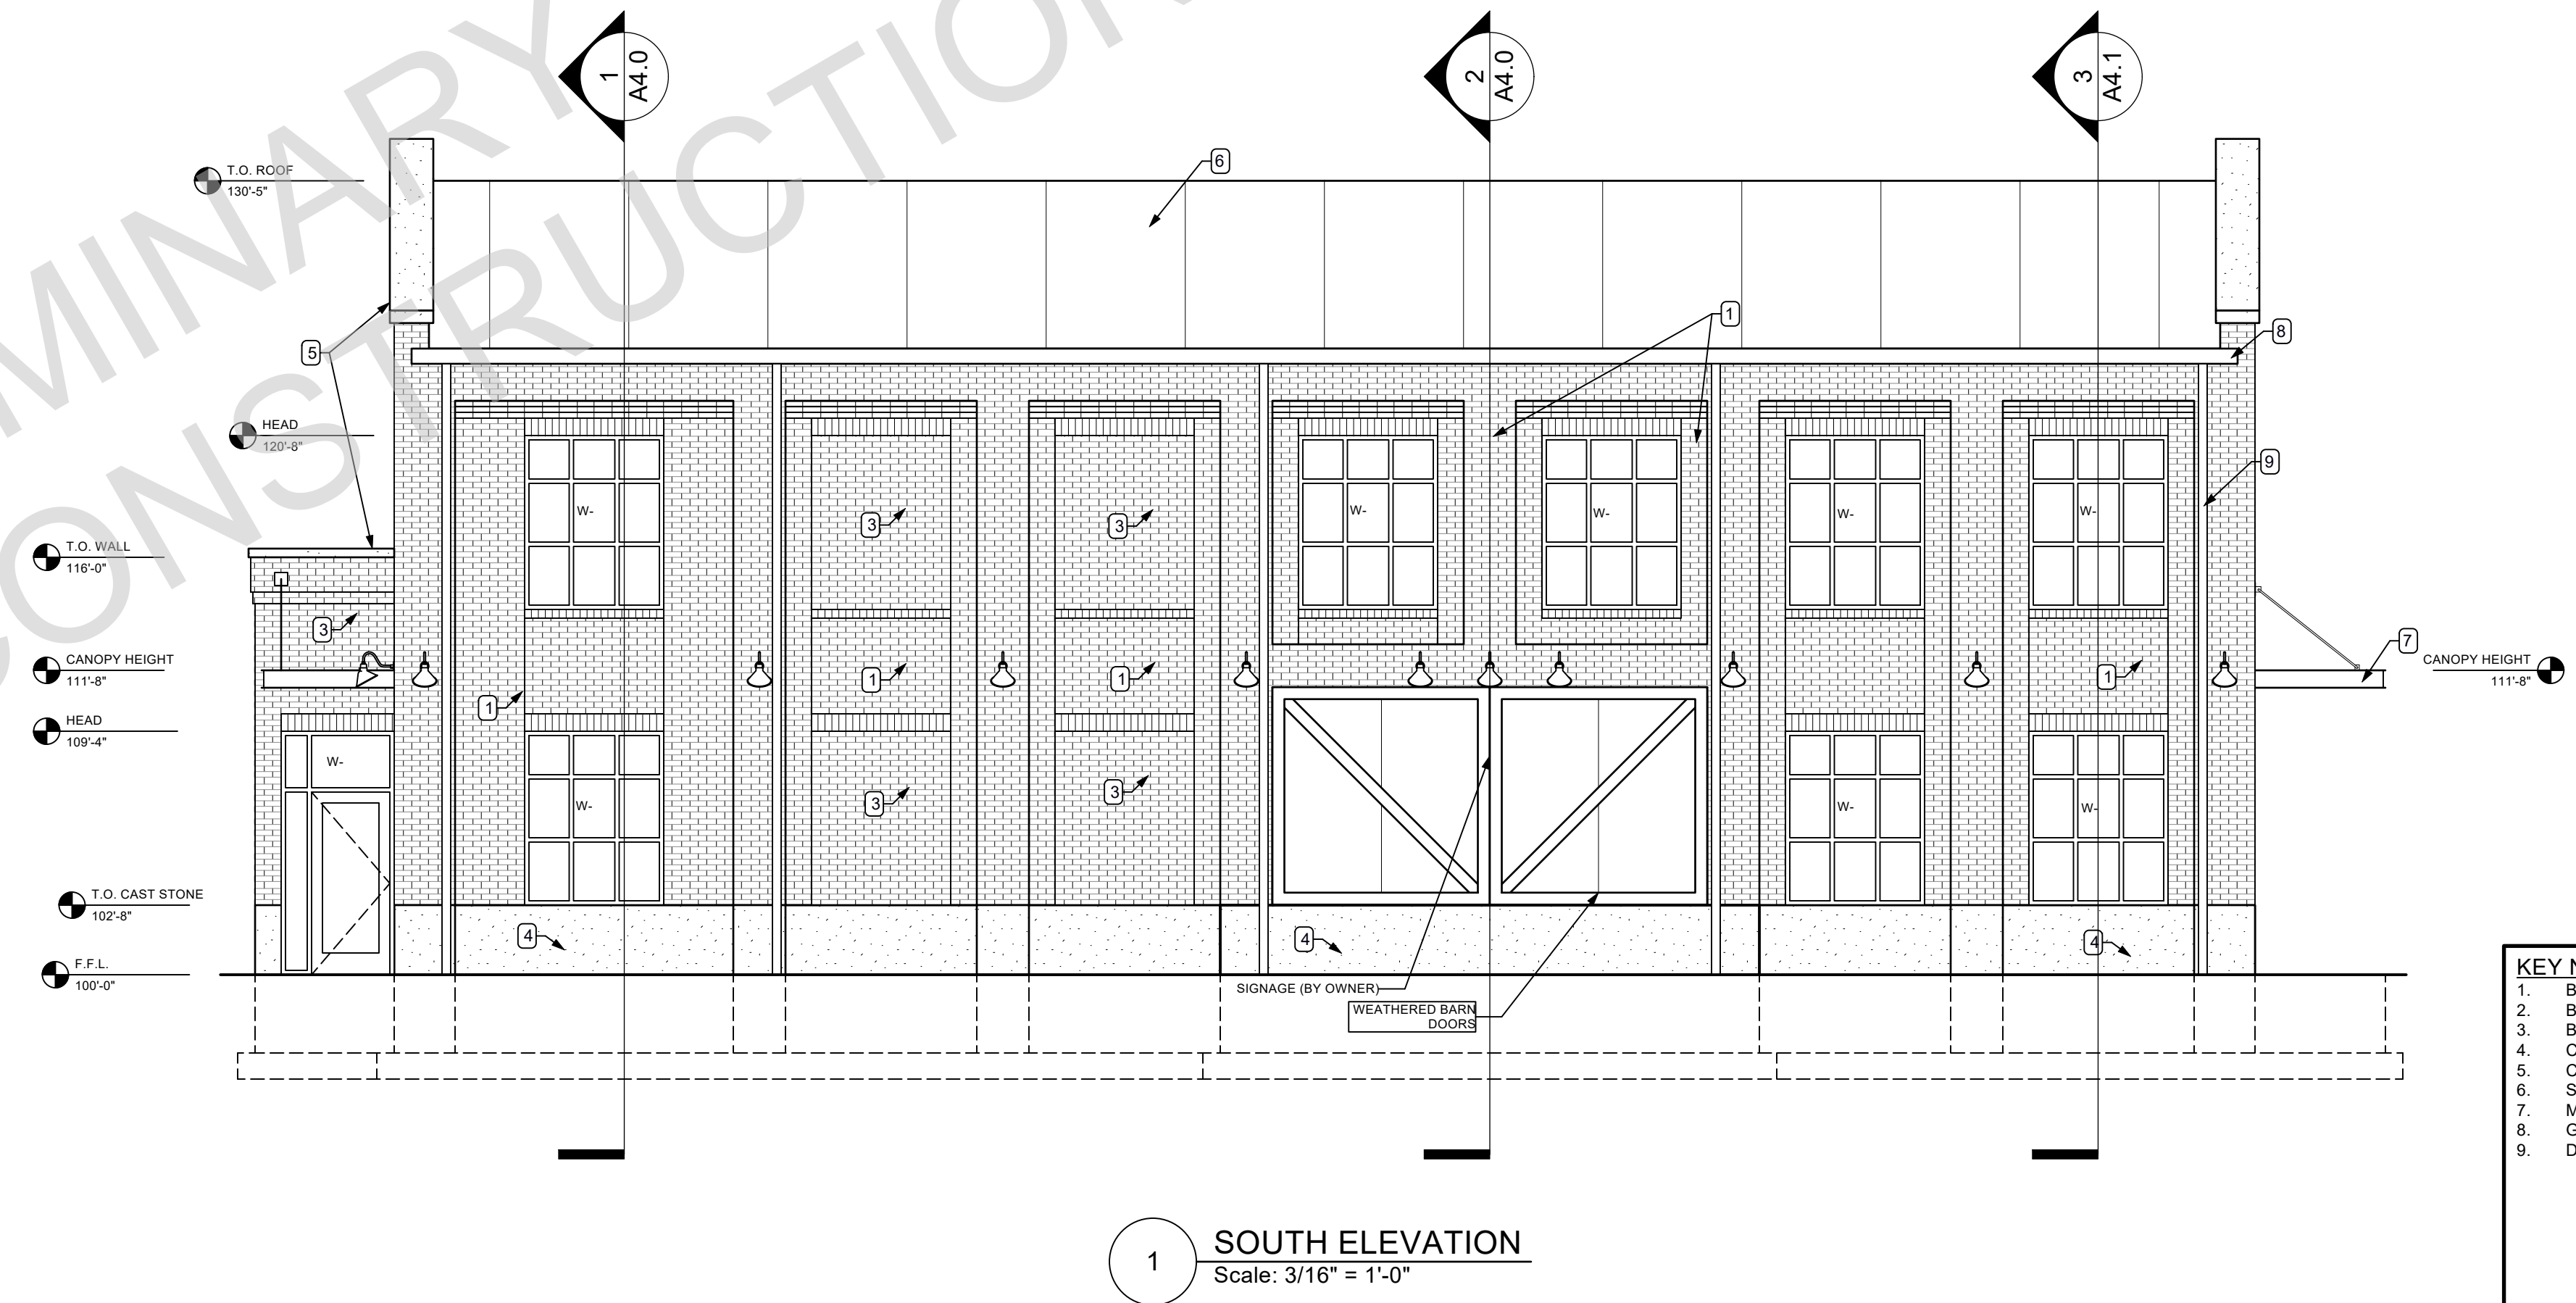 MINARY
CONSTRUCTION
1
A4.0
2
A4.0
3
A4.1
6
T.O. ROOF
130'-5"
1
8
5
HEAD
120'-8"
9
W-
W-
W-
W-
W-
3
3
T.O. WALL
116'-0"
3
7
CANOPY HEIGHT
111'-8"
CANOPY HEIGHT
111'-8"
1
1
1
1
HEAD
109'-4"
W-
3
3
W-
W-
W-
T.O. CAST STONE
102'-8"
4
4
4
F.F.L.
100'-0"
SIGNAGE (BY OWNER)
WEATHERED BARN
DOORS
1.
2.
3.
4.
5.
6.
7.
8.
9.
KEY
1
SOUTH ELEVATION
Scale: 3/16" = 1'-0"